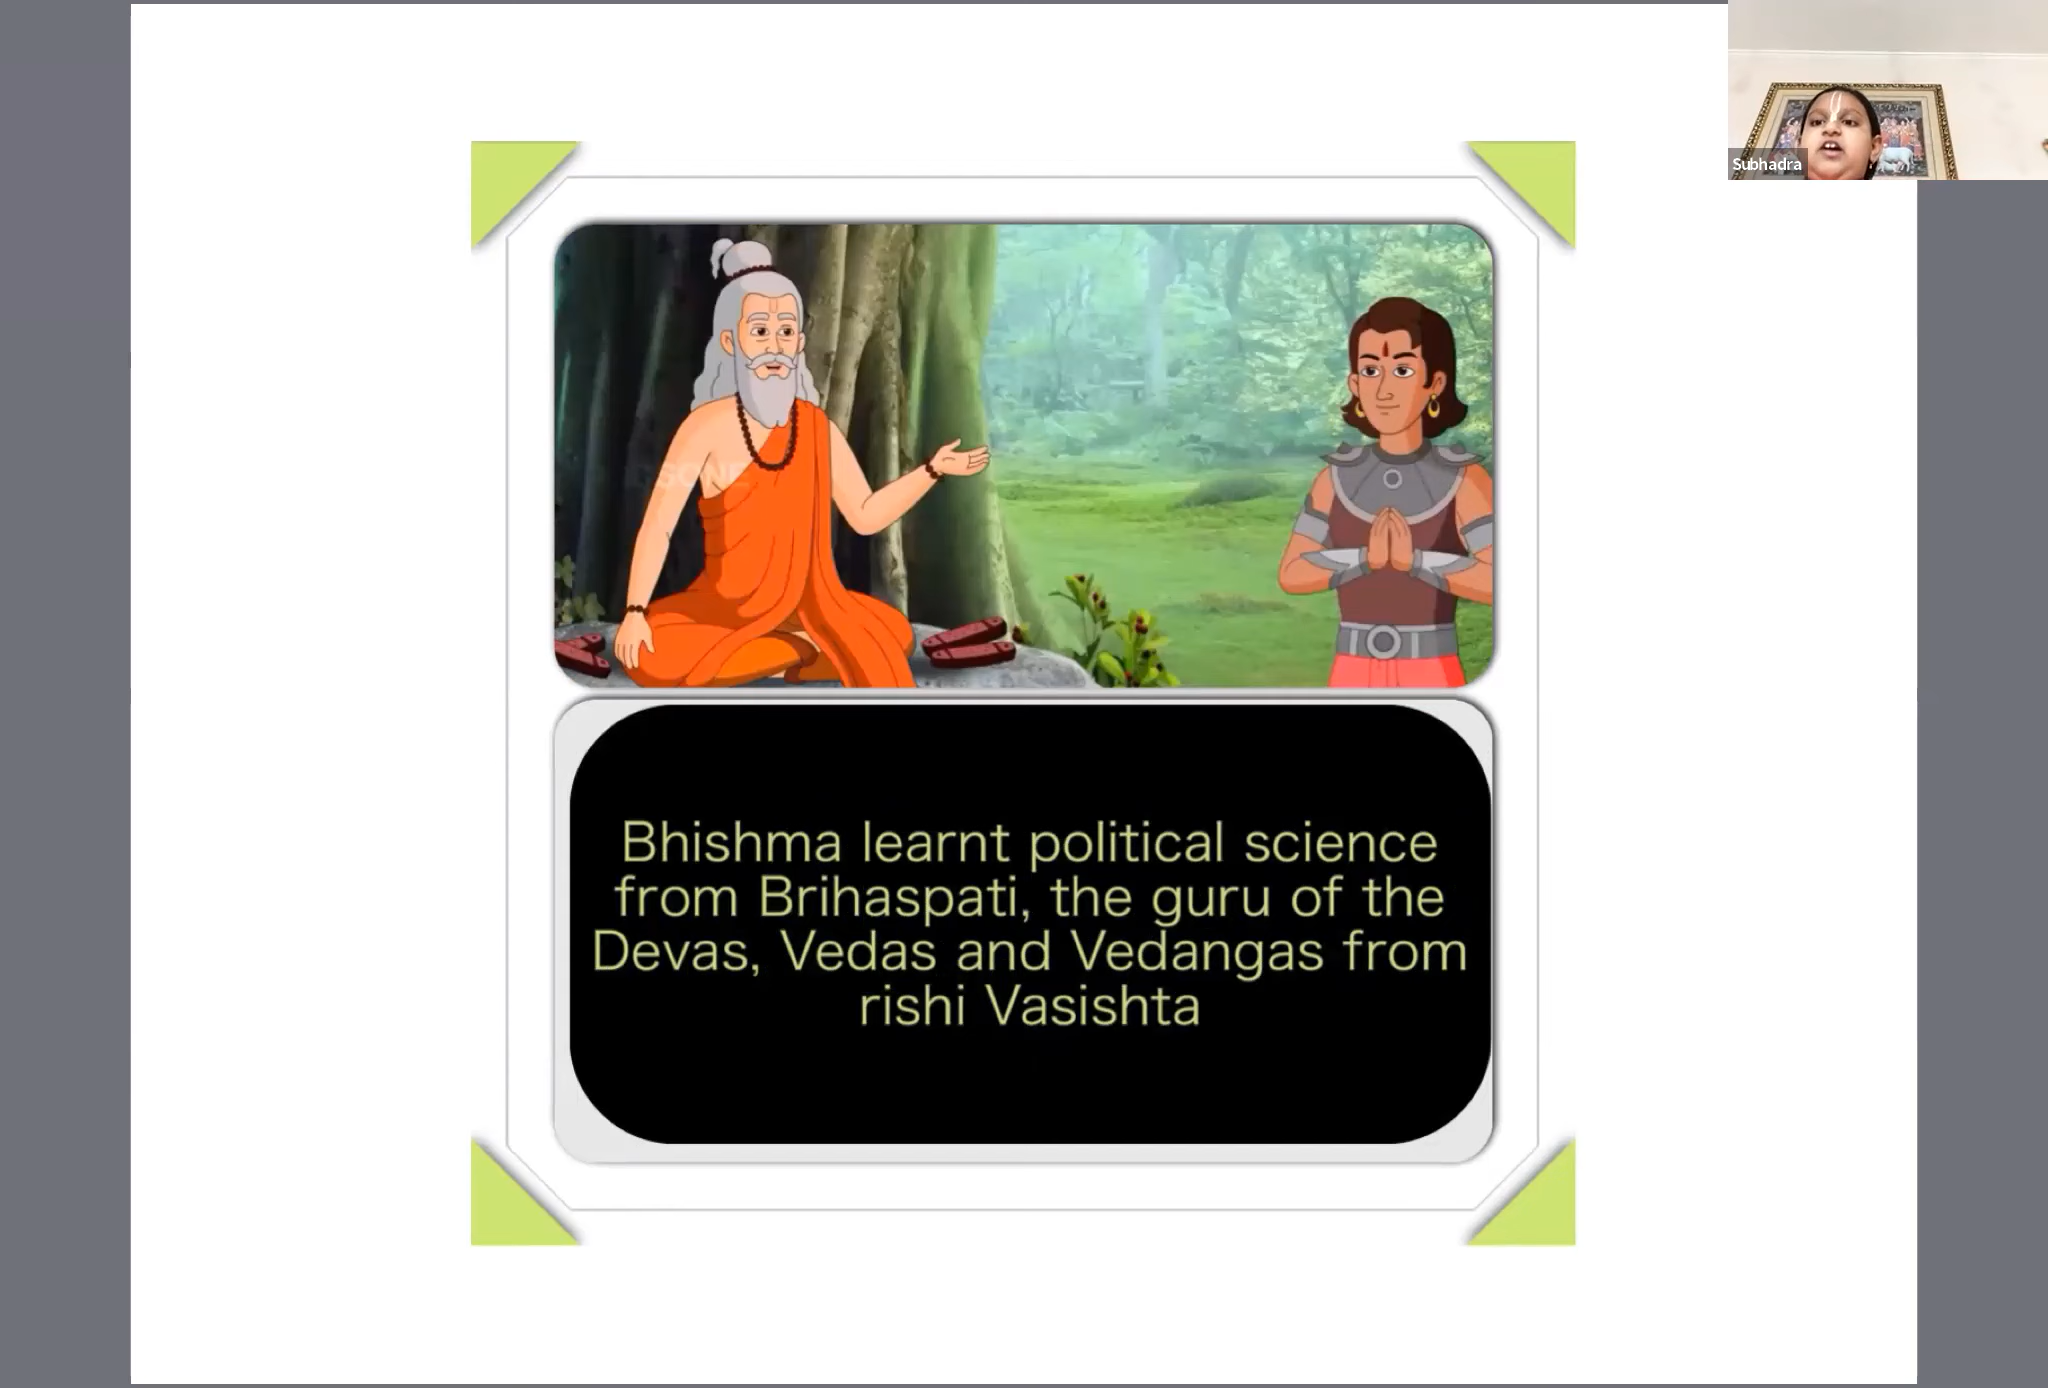 Subhadra
Bhishma learnt political science
from Brihaspati, the guru of the
Devas, Vedas and Vedangas from
rishi Vasishta